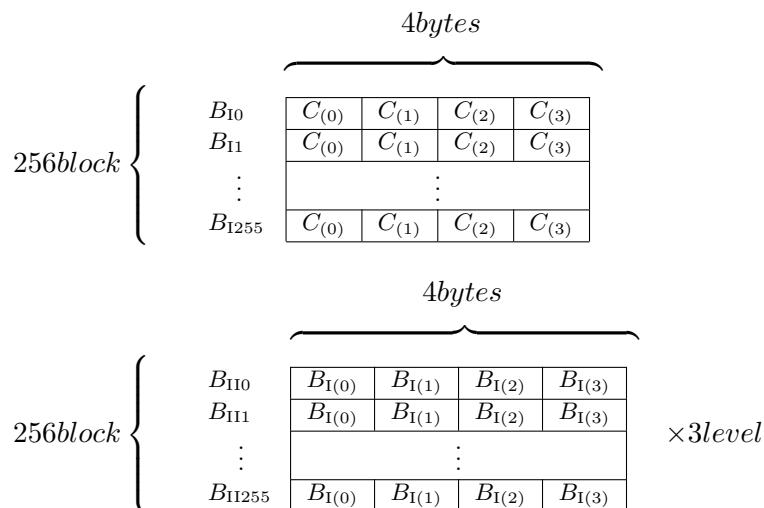 4bytes
B_I0 C_(0) C_(1) C_(2) C_(3)
B_I1 C_(0) C_(1) C_(2) C_(3)
256block
⋮ ⋮
B_I255 C_(0) C_(1) C_(2) C_(3)
4bytes
B_II0 B_I(0) B_I(1) B_I(2) B_I(3)
B_II1 B_I(0) B_I(1) B_I(2) B_I(3)
256block ×3level
⋮ ⋮
B_II255 B_I(0) B_I(1) B_I(2) B_I(3)